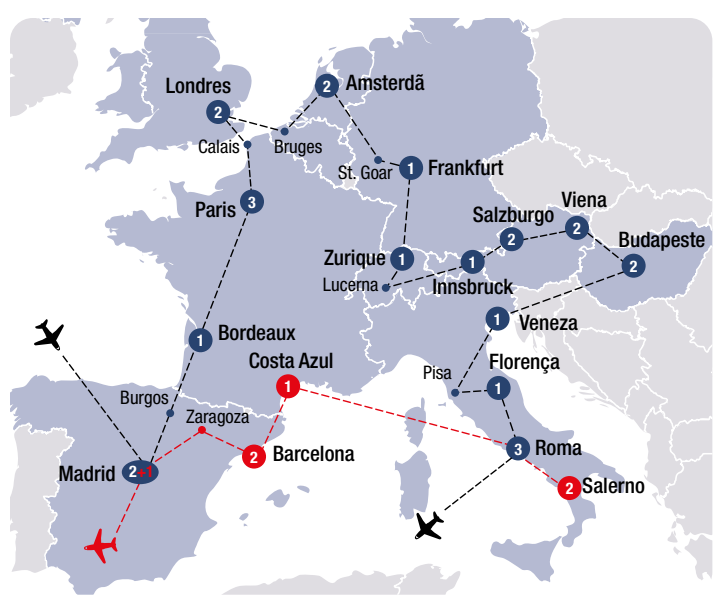 Londres
2
2
Amsterdã
Calais
Bruges
St. Goar
1
Frankfurt
Paris
3
Salzburgo
2
Viena
2
Budapeste
2
Zurique
1
Lucerna
1
Innsbruck
1
Veneza
1
Bordeaux
Costa Azul
1
Pisa
Florença
1
Burgos
Zaragoza
Madrid
2+1
2
Barcelona
3
Roma
2
Salerno